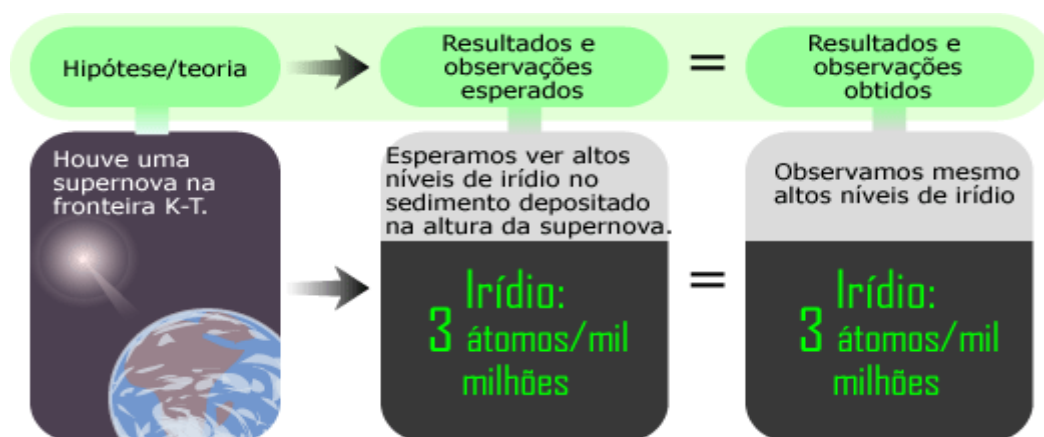 Hipótese/teoria
Resultados e
observações
esperados
=
Resultados e
observações
obtidos
Houve uma
supernova na
fronteira K-T.
Esperamos ver altos
níveis de irídio no
sedimento depositado
na altura da supernova.
Observamos mesmo
altos níveis de irídio
Irídio:
3 átomos/mil
milhões
=
Irídio:
3 átomos/mil
milhões